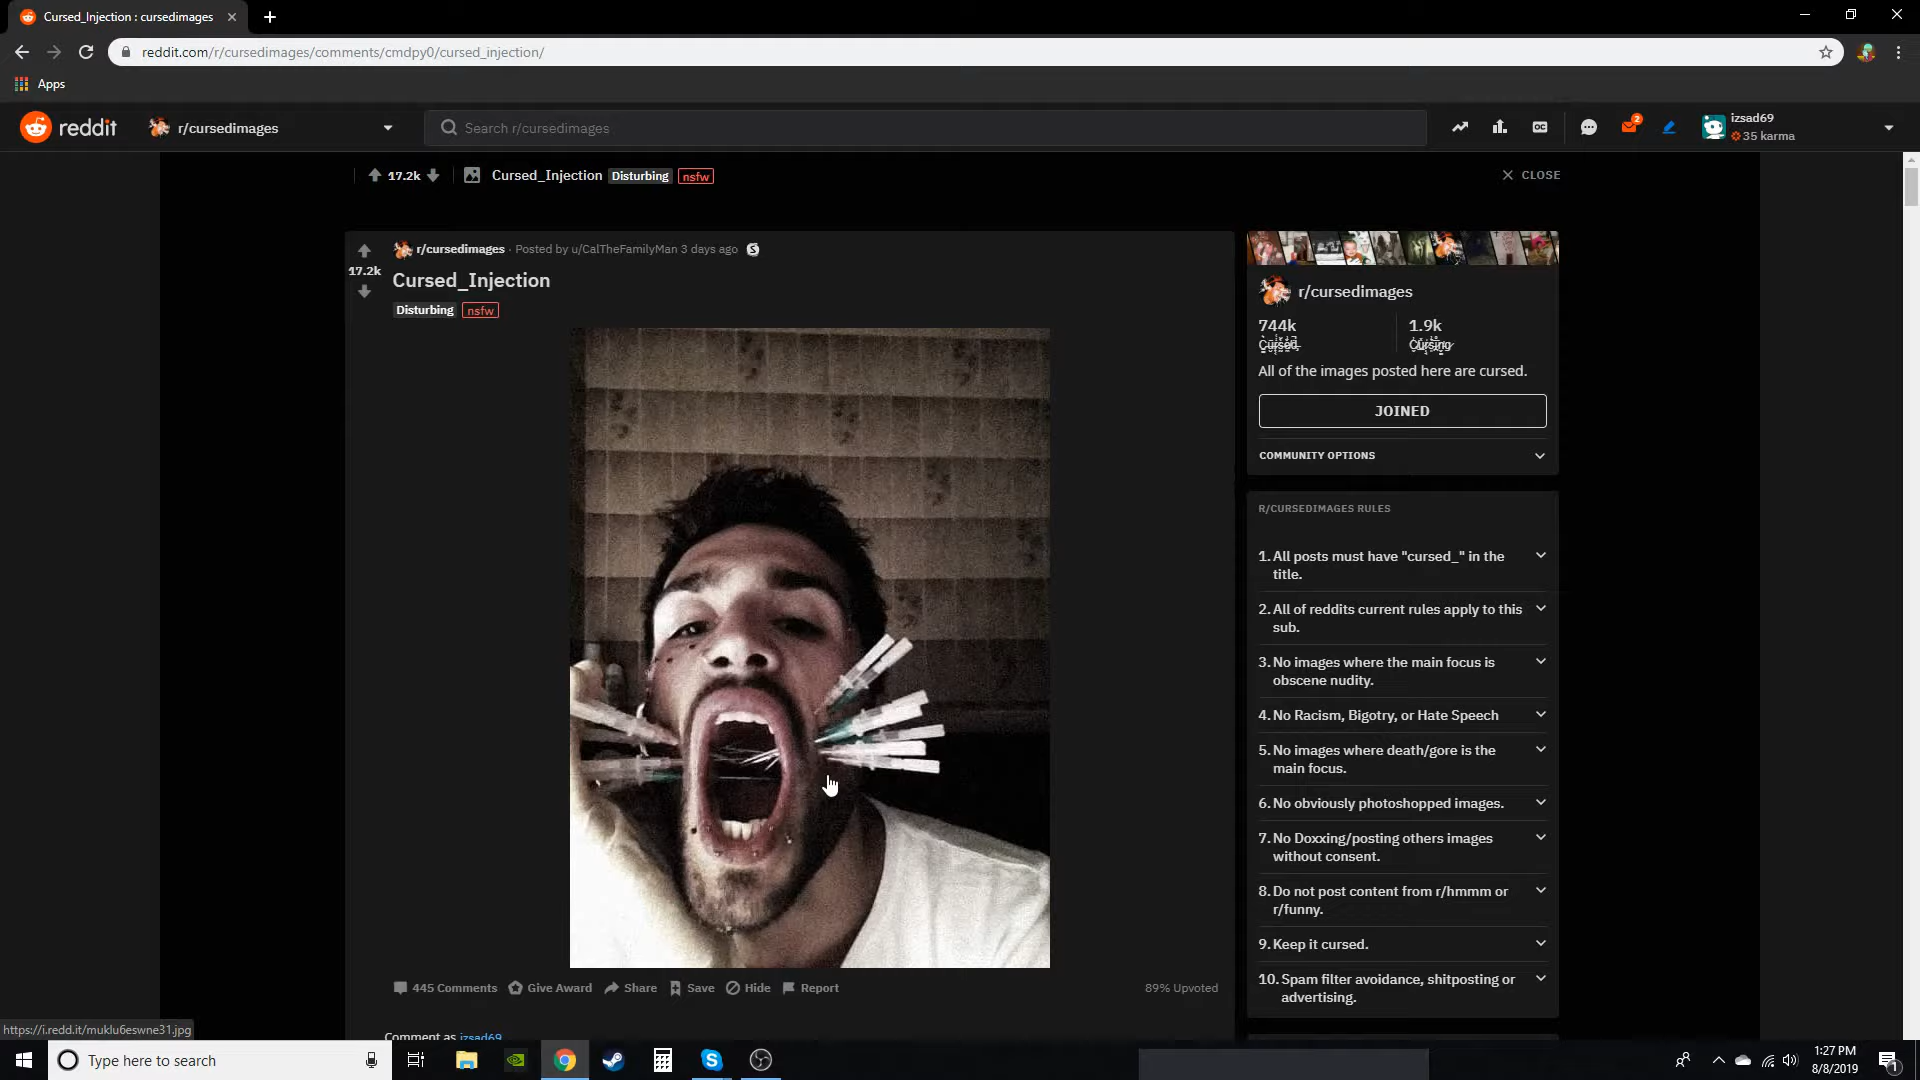 Cursed_Injection : cursedimages
reddit.com/r/cursedimages/comments/cmdpy0/cursed_injection/
Apps
reddit
r/cursedimages
Search r/cursedimages
2
izsad69
35 karma
17.2k
Cursed_Injection Disturbing nsfw
CLOSE
r/cursedimages · Posted by u/CalTheFamilyMan 3 days ago
17.2k
Cursed_Injection
Disturbing nsfw
445 Comments Give Award Share Save Hide Report
89% Upvoted
Comment as izsad69
r/cursedimages
744k
1.9k
Cursed
Cursing
All of the images posted here are cursed.
JOINED
COMMUNITY OPTIONS
R/CURSEDIMAGES RULES
1. All posts must have "cursed_" in the
title.
2. All of reddits current rules apply to this
sub.
3. No images where the main focus is
obscene nudity.
4. No Racism, Bigotry, or Hate Speech
5. No images where death/gore is the
main focus.
6. No obviously photoshopped images.
7. No Doxxing/posting others images
without consent.
8. Do not post content from r/hmmm or
r/funny.
9. Keep it cursed.
10. Spam filter avoidance, shitposting or
advertising.
https://i.redd.it/muklu6eswne31.jpg
Type here to search
1:27 PM
8/8/2019
1